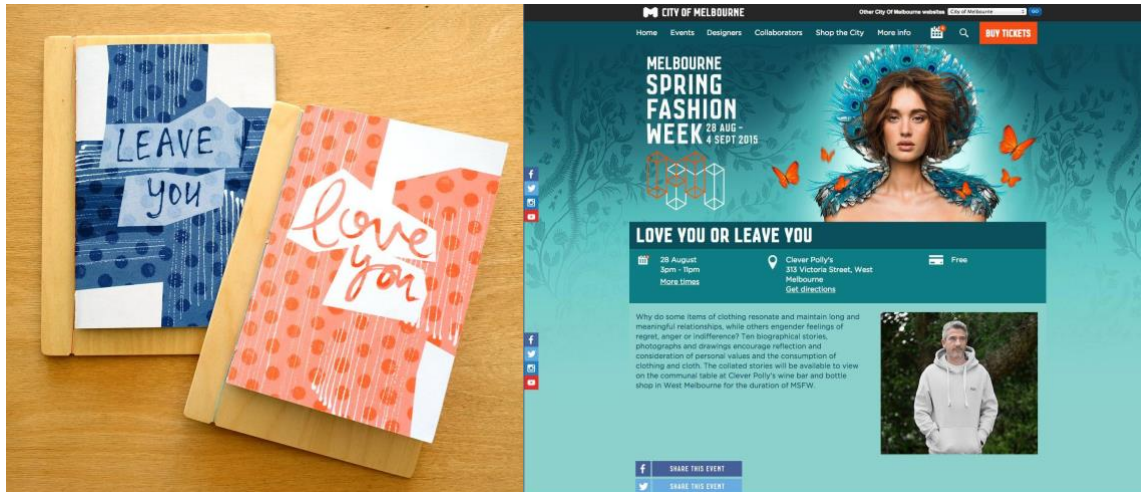 LEAVE
you
love
you
CITY OF MELBOURNE
Other City Of Melbourne websites
City of Melbourne
GO
Home
Events
Designers
Collaborators
Shop the City
More info
BUY TICKETS
MELBOURNE
SPRING
FASHION
WEEK 28 AUG -
4 SEPT 2015
LOVE YOU OR LEAVE YOU
28 August
3pm - 11pm
More times
Clever Polly's
313 Victoria Street, West
Melbourne
Get directions
Free
Why do some items of clothing resonate and maintain long and
meaningful relationships, while others engender feelings of
regret, anger or indifference? Ten biographical stories,
photographs and drawings encourage reflection and
consideration of personal values and the consumption of
clothing and cloth. The collated stories will be available to view
on the communal table at Clever Polly's wine bar and bottle
shop in West Melbourne for the duration of MSFW.
SHARE THIS EVENT
SHARE THIS EVENT